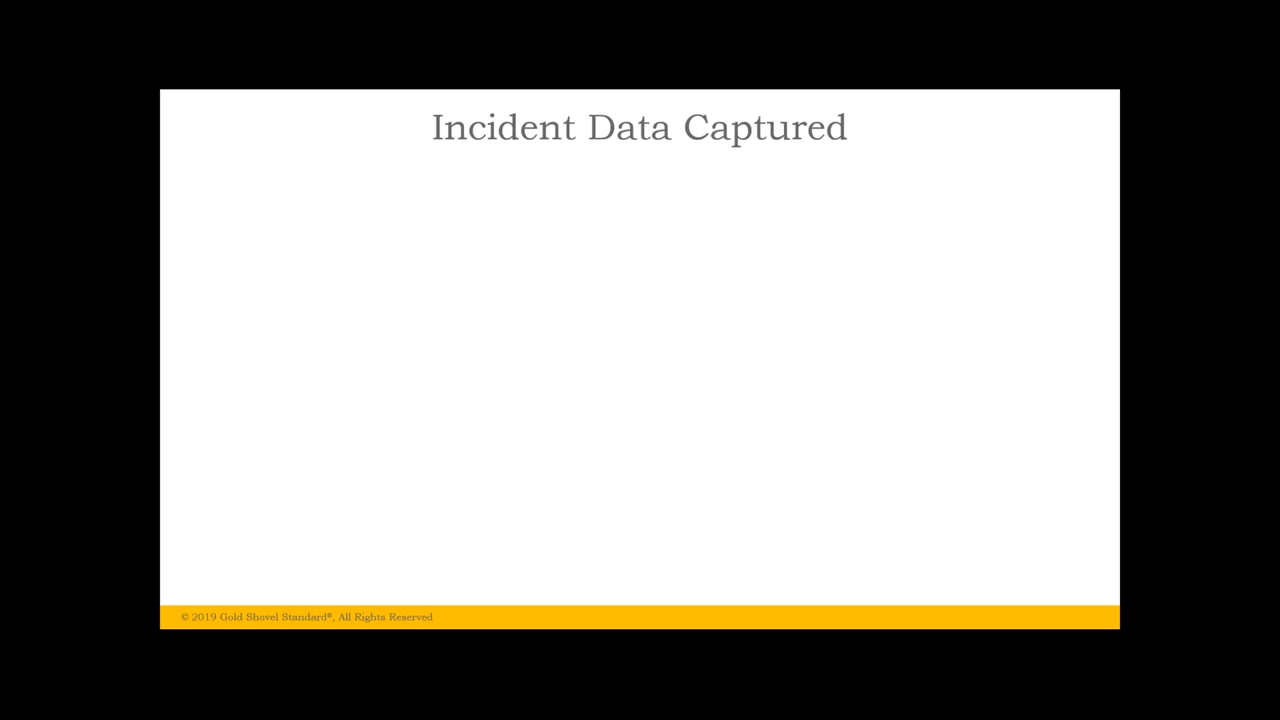 Incident Data Captured
© 2019 Gold Shovel Standard®, All Rights Reserved